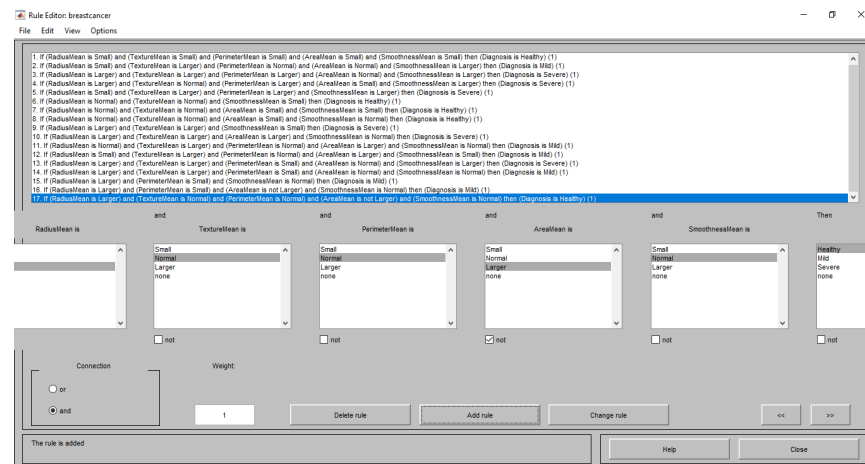 Rule Editor: breastcancer
File Edit View Options
1. If (RadiusMean is Small) and (TextureMean is Small) and (PerimeterMean is Small) and (AreaMean is Small) and (SmoothnessMean is Small) then (Diagnosis is Healthy) (1)
2. If (RadiusMean is Small) and (TextureMean is Larger) and (PerimeterMean is Normal) and (AreaMean is Small) and (SmoothnessMean is Larger) then (Diagnosis is Mild) (1)
3. If (RadiusMean is Larger) and (TextureMean is Larger) and (PerimeterMean is Larger) and (AreaMean is Normal) and (SmoothnessMean is Larger) then (Diagnosis is Severe) (1)
4. If (RadiusMean is Larger) and (TextureMean is Normal) and (PerimeterMean is Larger) and (AreaMean is Small) and (SmoothnessMean is Larger) then (Diagnosis is Severe) (1)
5. If (RadiusMean is Small) and (TextureMean is Larger) and (PerimeterMean is Larger) and (SmoothnessMean is Small) then (Diagnosis is Severe) (1)
6. If (RadiusMean is Normal) and (TextureMean is Normal) and (SmoothnessMean is Small) then (Diagnosis is Healthy) (1)
7. If (RadiusMean is Normal) and (TextureMean is Normal) and (AreaMean is Small) and (SmoothnessMean is Small) then (Diagnosis is Healthy) (1)
8. If (RadiusMean is Normal) and (TextureMean is Normal) and (AreaMean is Small) and (SmoothnessMean is Normal) then (Diagnosis is Healthy) (1)
9. If (RadiusMean is Larger) and (TextureMean is Larger) and (SmoothnessMean is Small) then (Diagnosis is Severe) (1)
10. If (RadiusMean is Larger) and (TextureMean is Larger) and (AreaMean is Larger) and (SmoothnessMean is Normal) then (Diagnosis is Severe) (1)
11. If (RadiusMean is Normal) and (TextureMean is Larger) and (PerimeterMean is Normal) and (AreaMean is Larger) and (SmoothnessMean is Normal) then (Diagnosis is Mild) (1)
12. If (RadiusMean is Small) and (TextureMean is Larger) and (PerimeterMean is Normal) and (AreaMean is Larger) and (SmoothnessMean is Small) then (Diagnosis is Mild) (1)
13. If (RadiusMean is Larger) and (TextureMean is Larger) and (PerimeterMean is Small) and (AreaMean is Normal) and (SmoothnessMean is Larger) then (Diagnosis is Severe) (1)
14. If (RadiusMean is Larger) and (TextureMean is Normal) and (PerimeterMean is Larger) and (AreaMean is Small) and (SmoothnessMean is Normal) then (Diagnosis is Mild) (1)
15. If (RadiusMean is Larger) and (PerimeterMean is Small) and (SmoothnessMean is Normal) then (Diagnosis is Mild) (1)
16. If (RadiusMean is Larger) and (PerimeterMean is Small) and (AreaMean is not Larger) and (SmoothnessMean is Normal) then (Diagnosis is Mild) (1)
17. If (RadiusMean is Larger) and (TextureMean is Normal) and (PerimeterMean is Normal) and (AreaMean is not Larger) and (SmoothnessMean is Normal) then (Diagnosis is Healthy) (1)
and and and and Then
RadiusMean is TextureMean is PerimeterMean is AreaMean is SmoothnessMean is
Small Small Small Small Healthy
Normal Normal Normal Normal Mild
Larger Larger Larger Larger Severe
none none none none none
not not not not not
Connection Weight:
or
and 1 Delete rule Add rule Change rule << >>
The rule is added Help Close